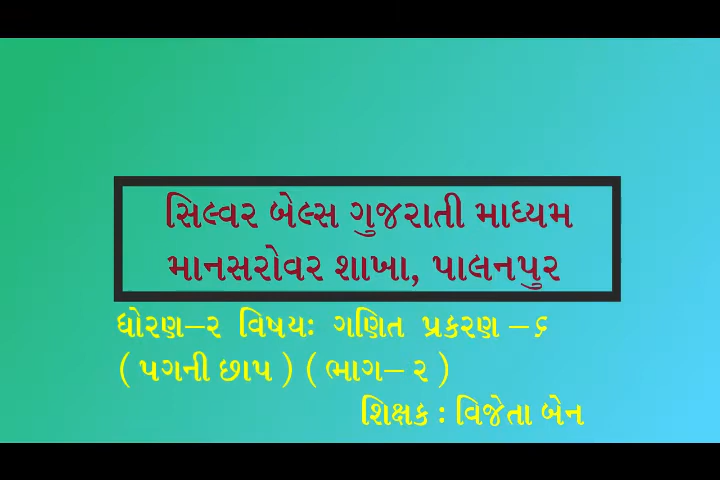 સિલ્વર બેલ્સ ગુજરાતી માધ્યમ
માનસરોવર શાખા, પાલનપુર
ધોરણ–૨ વિષયઃ ગણિત પ્રકરણ –૬
( પગની છાપ ) ( ભાગ– ૨ )
શિક્ષક : વિજેતા બેન